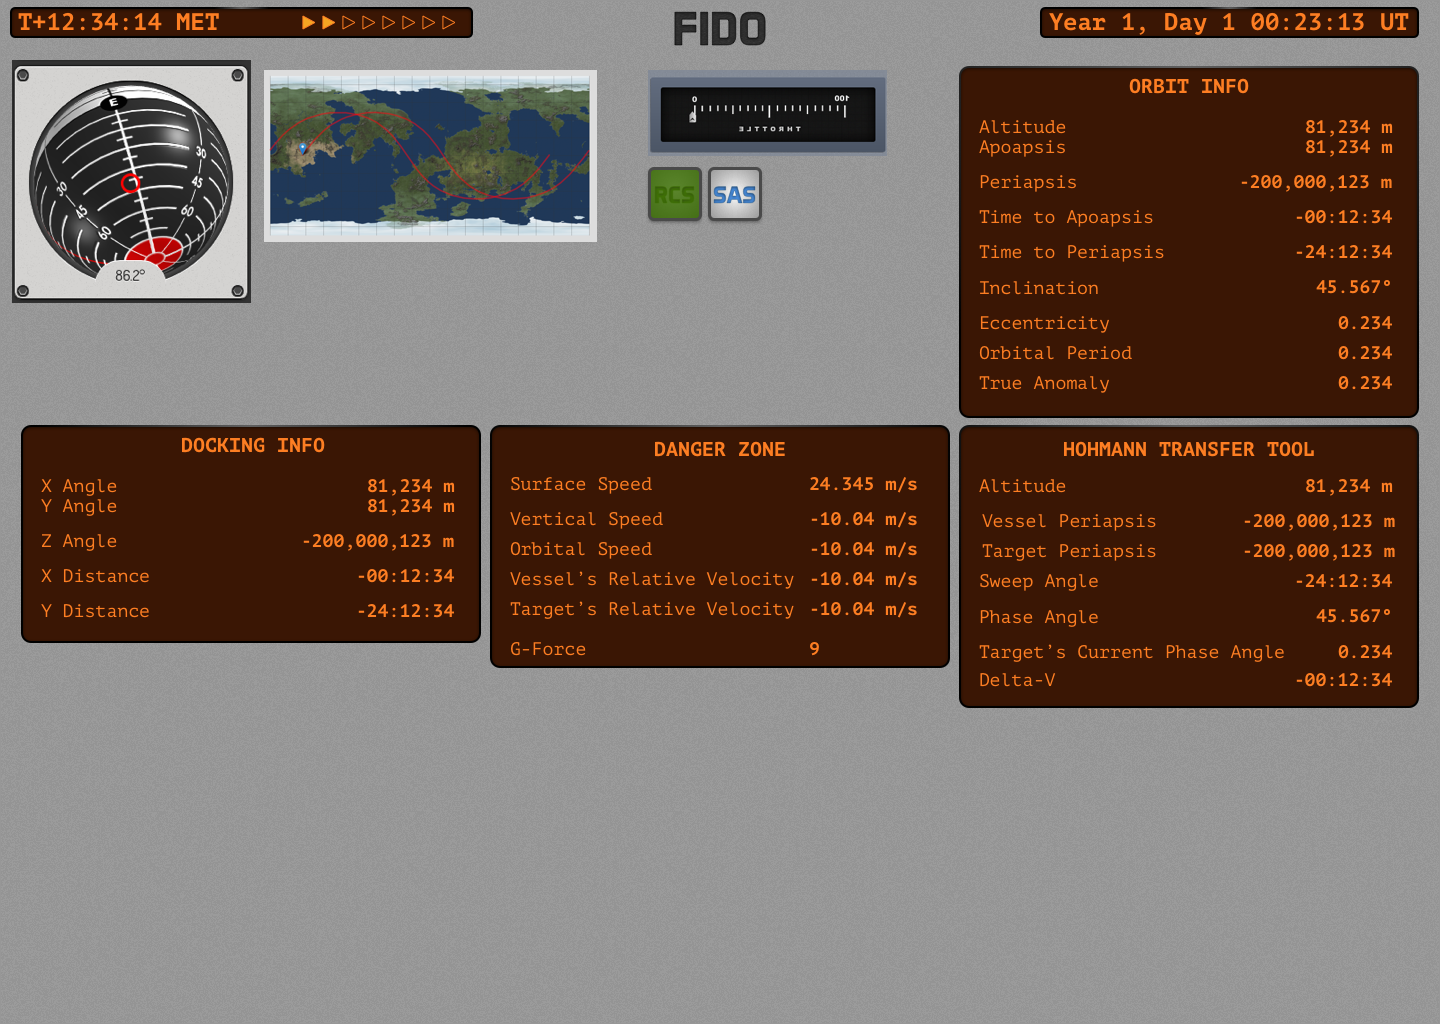 T+12:34:14 MET
FIDO
Year 1, Day 1 00:23:13 UT
E
30
45
60
30
45
60
86.2°
0 100
THROTTLE
RCS SAS
ORBIT INFO
Altitude 81,234 m
Apoapsis 81,234 m
Periapsis -200,000,123 m
Time to Apoapsis -00:12:34
Time to Periapsis -24:12:34
Inclination 45.567°
Eccentricity 0.234
Orbital Period 0.234
True Anomaly 0.234
DOCKING INFO
X Angle 81,234 m
Y Angle 81,234 m
Z Angle -200,000,123 m
X Distance -00:12:34
Y Distance -24:12:34
DANGER ZONE
Surface Speed 24.345 m/s
Vertical Speed -10.04 m/s
Orbital Speed -10.04 m/s
Vessel's Relative Velocity -10.04 m/s
Target's Relative Velocity -10.04 m/s
G-Force 9
HOHMANN TRANSFER TOOL
Altitude 81,234 m
Vessel Periapsis -200,000,123 m
Target Periapsis -200,000,123 m
Sweep Angle -24:12:34
Phase Angle 45.567°
Target's Current Phase Angle 0.234
Delta-V -00:12:34